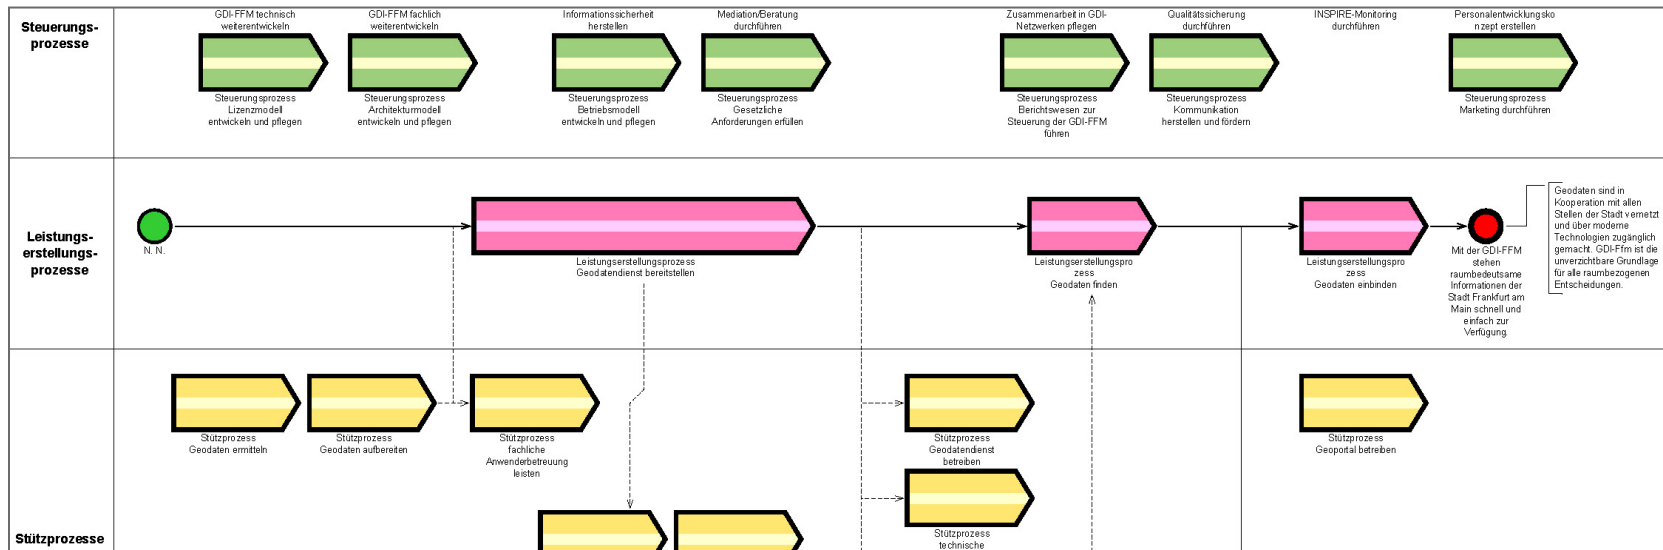 Steuerungs-
prozesse
GDI-FFM technisch
weiterentwickeln
GDI-FFM fachlich
weiterentwickeln
Informationssicherheit
herstellen
Mediation/Beratung
durchführen
Zusammenarbeit in GDI-
Netzwerken pflegen
Qualitätssicherung
durchführen
INSPIRE-Monitoring
durchführen
Personalentwicklungsko
nzept erstellen
Steuerungsprozess
Lizenzmodell
entwickeln und pflegen
Steuerungsprozess
Architekturmodell
entwickeln und pflegen
Steuerungsprozess
Betriebsmodell
entwickeln und pflegen
Steuerungsprozess
Gesetzliche
Anforderungen erfüllen
Steuerungsprozess
Berichtswesen zur
Steuerung der GDI-FFM
führen
Steuerungsprozess
Kommunikation
herstellen und fördern
Steuerungsprozess
Marketing durchführen
Leistungs-
erstellungs-
prozesse
N. N.
Leistungserstellungsprozess
Geodatendienst bereitstellen
Leistungserstellungspro
zess
Geodaten finden
Leistungserstellungspro
zess
Geodaten einbinden
Mit der GDI-FFM
stehen
raumbedeutsame
Informationen der
Stadt Frankfurt am
Main schnell und
einfach zur
Verfügung.
Geodaten sind in
Kooperation mit allen
Stellen der Stadt vernetzt
und über moderne
Technologien zugänglich
gemacht. GDI-Ffm ist die
unverzichtbare Grundlage
für alle raumbezogenen
Entscheidungen.
Stützprozesse
Stützprozess
Geodaten ermitteln
Stützprozess
Geodaten aufbereiten
Stützprozess
fachliche
Anwenderbetreuung
leisten
Stützprozess
Geodatendienst
betreiben
Stützprozess
Geoportal betreiben
Stützprozess
technische